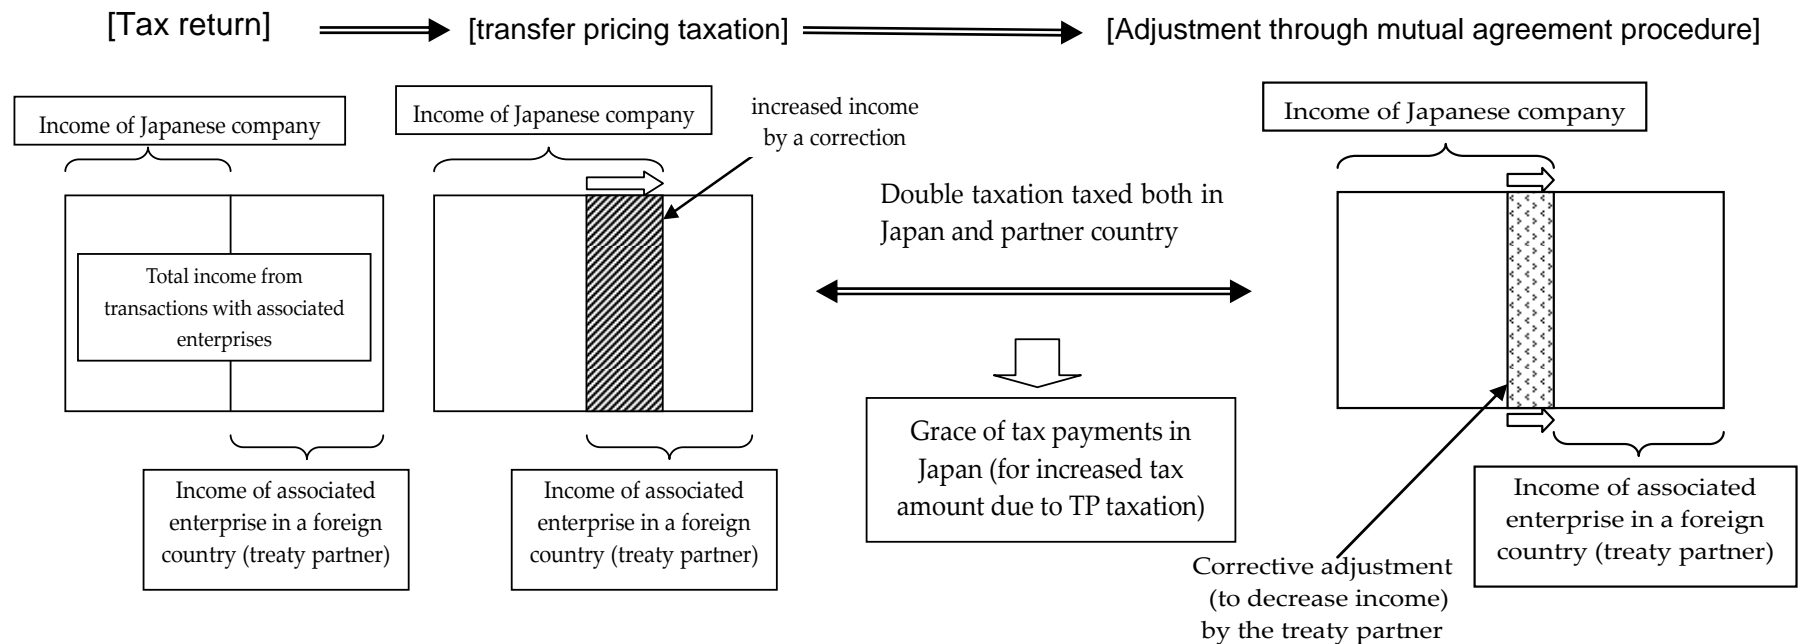 [Tax return]
[transfer pricing taxation]
[Adjustment through mutual agreement procedure]
Income of Japanese company
Total income from
transactions with associated
enterprises
Income of associated
enterprise in a foreign
country (treaty partner)
Income of Japanese company
increased income
by a correction
Income of associated
enterprise in a foreign
country (treaty partner)
Double taxation taxed both in
Japan and partner country
Grace of tax payments in
Japan (for increased tax
amount due to TP taxation)
Income of Japanese
company
Corrective adjustment
(to decrease income)
by the treaty partner
Income of associated
enterprise in a foreign
country (treaty partner)